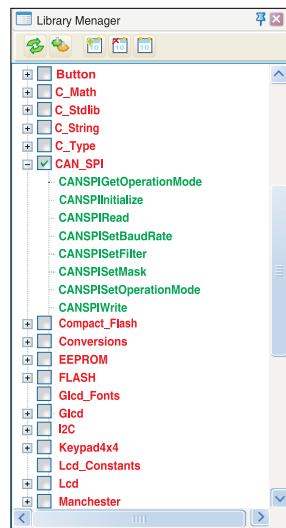 Library Menager
Button
C_Math
C_Stdlib
C_String
C_Type
CAN_SPI
CANSPIGetOperationMode
CANSPIInitialize
CANSPIRead
CANSPISetBaudRate
CANSPISetFilter
CANSPISetMask
CANSPISetOperationMode
CANSPIWrite
Compact_Flash
Conversions
EEPROM
FLASH
Glcd_Fonts
Glcd
I2C
Keypad4x4
Lcd_Constants
Lcd
Manchester